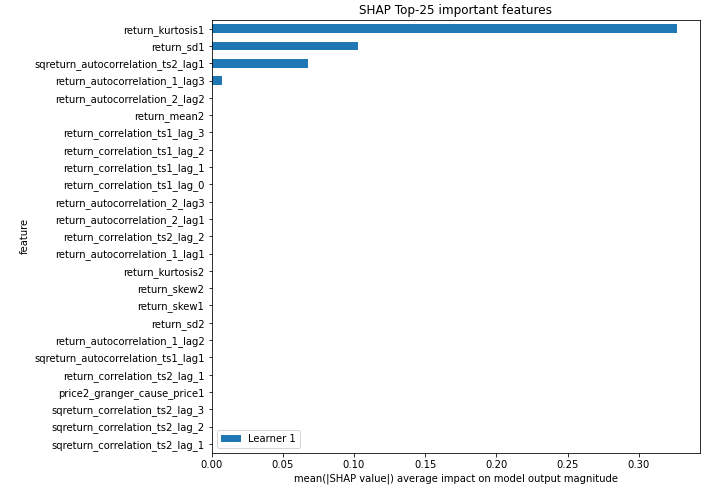 SHAP Top-25 important features
return_kurtosis1
return_sd1
sqreturn_autocorrelation_ts2_lag1
return_autocorrelation_1_lag3
return_autocorrelation_2_lag2
return_mean2
return_correlation_ts1_lag_3
return_correlation_ts1_lag_2
return_correlation_ts1_lag_1
return_correlation_ts1_lag_0
return_autocorrelation_2_lag3
return_autocorrelation_2_lag1
return_correlation_ts2_lag_2
return_autocorrelation_1_lag1
return_kurtosis2
return_skew2
return_skew1
return_sd2
return_autocorrelation_1_lag2
sqreturn_autocorrelation_ts1_lag1
return_correlation_ts2_lag_1
price2_granger_cause_price1
sqreturn_correlation_ts2_lag_3
sqreturn_correlation_ts2_lag_2
sqreturn_correlation_ts2_lag_1
feature
Learner 1
0.00 0.05 0.10 0.15 0.20 0.25 0.30
mean(|SHAP value|) average impact on model output magnitude